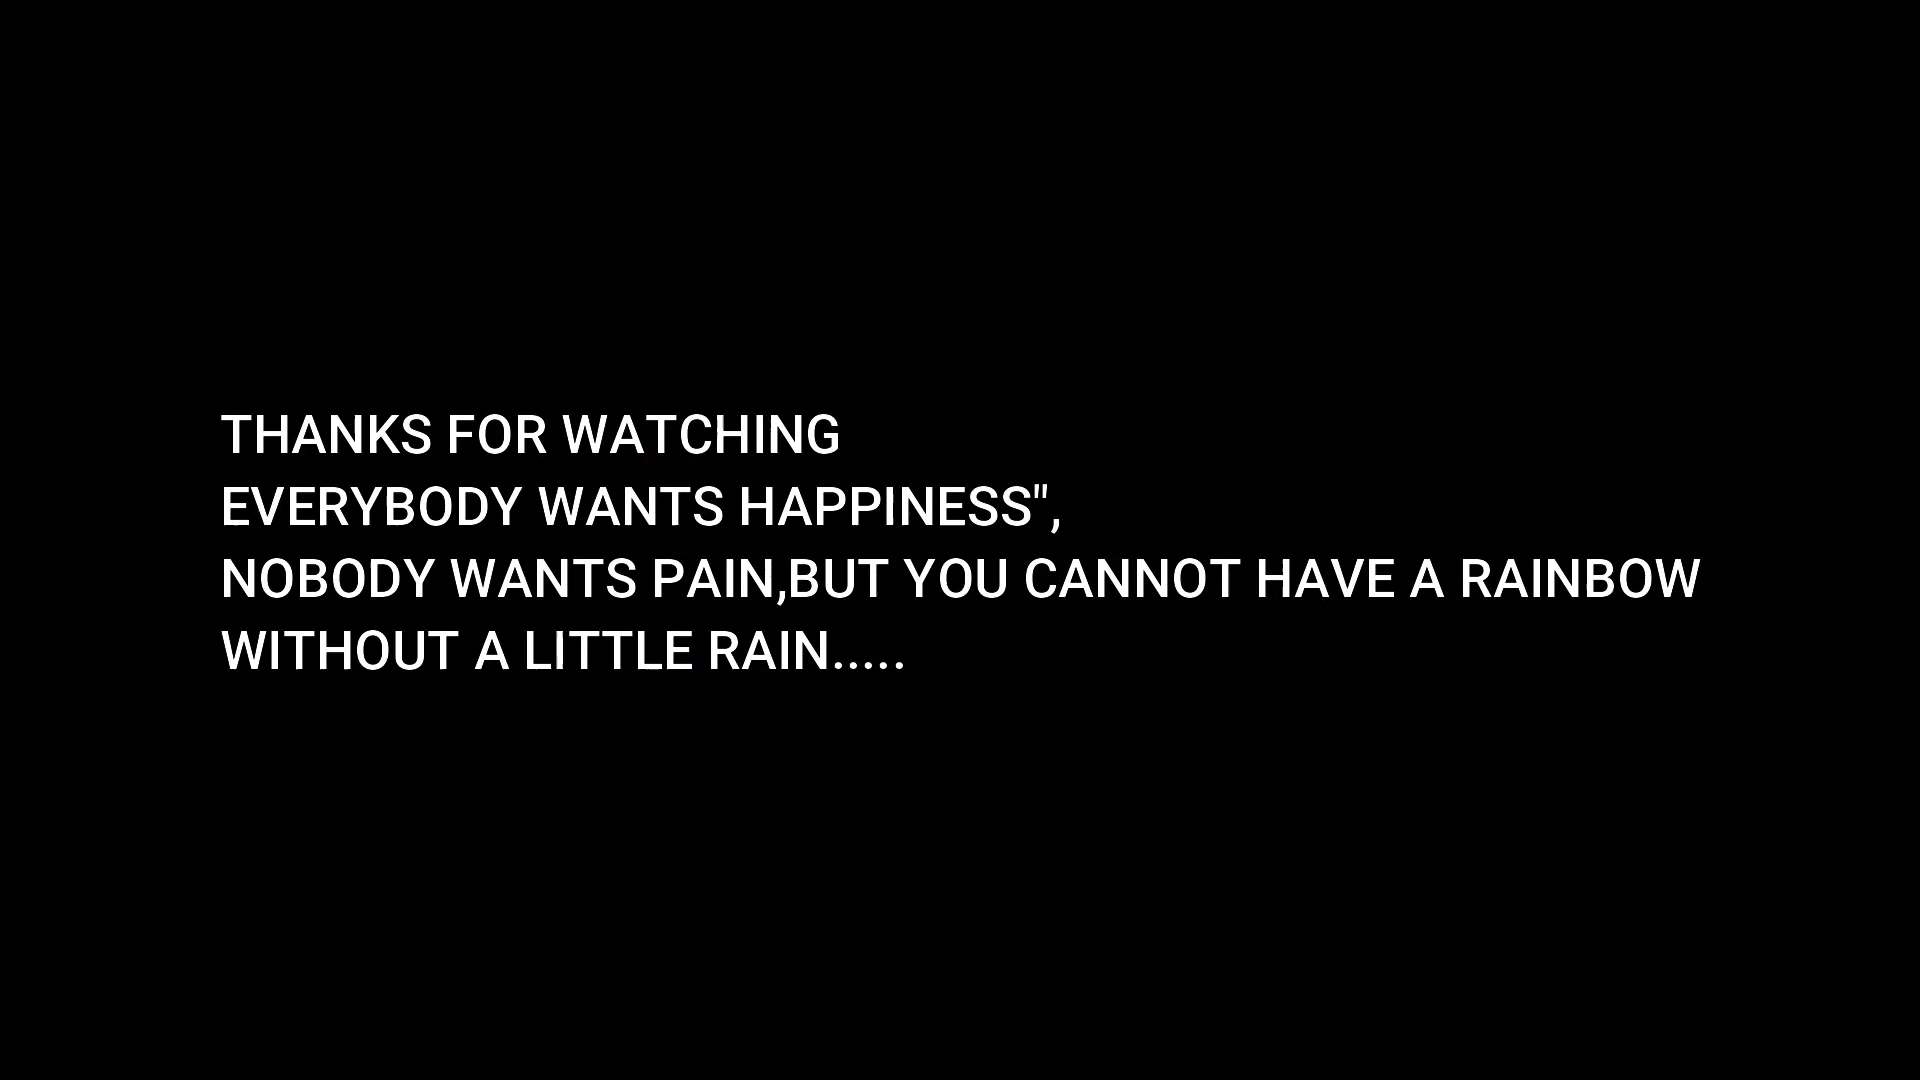 THANKS FOR WATCHING
EVERYBODY WANTS HAPPINESS",
NOBODY WANTS PAIN,BUT YOU CANNOT HAVE A RAINBOW
WITHOUT A LITTLE RAIN.....